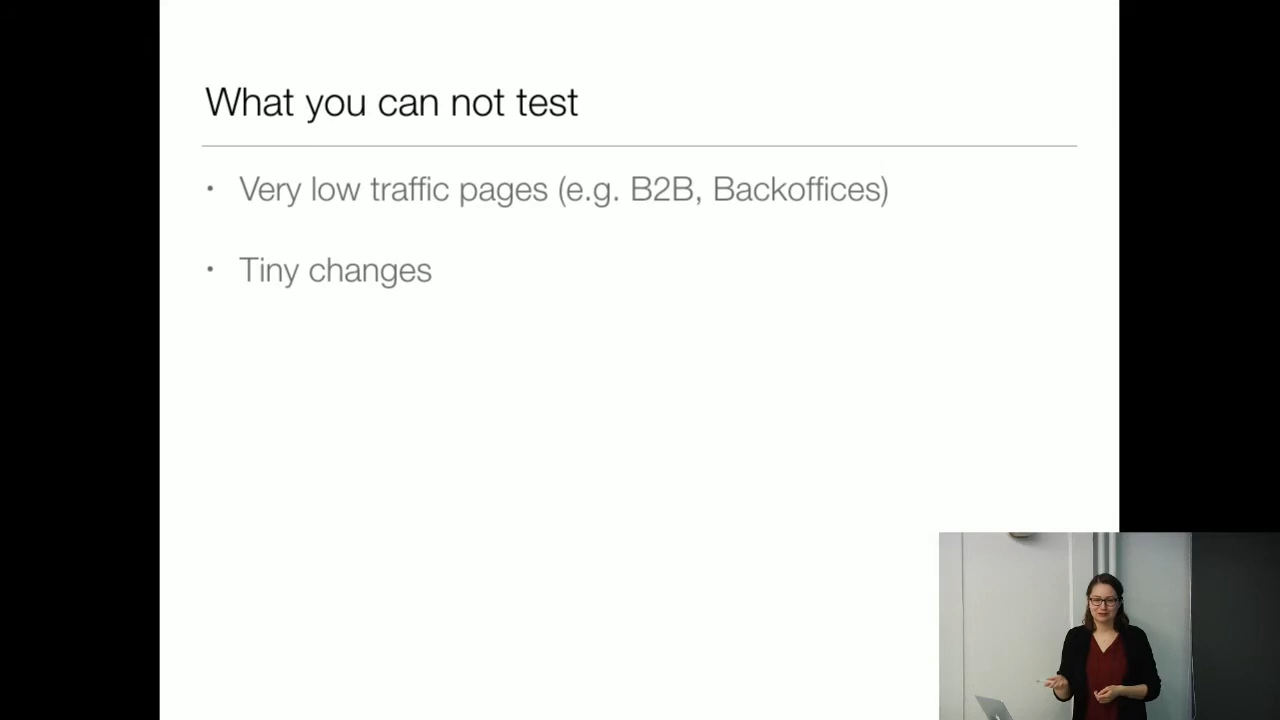 What you can not test
• Very low traffic pages (e.g. B2B, Backoffices)
• Tiny changes